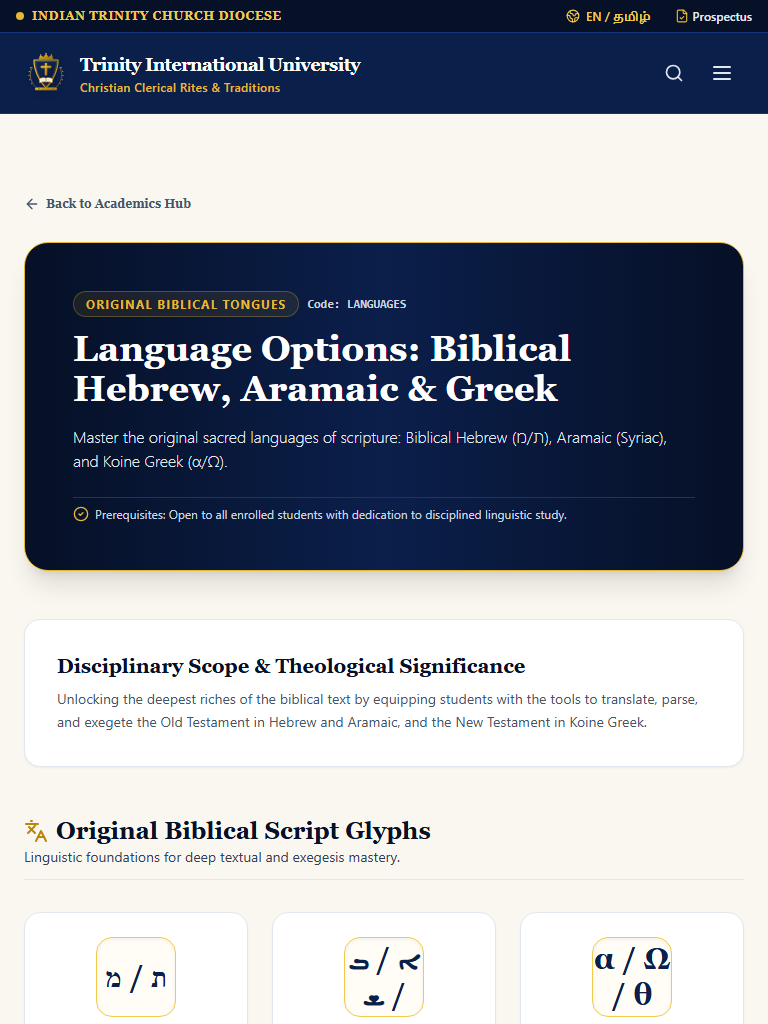 INDIAN TRINITY CHURCH DIOCESE
EN / தமிழ்
Prospectus
Trinity International University
Christian Clerical Rites & Traditions
Back to Academics Hub
ORIGINAL BIBLICAL TONGUES
Code: LANGUAGES
Language Options: Biblical
Hebrew, Aramaic & Greek
Master the original sacred languages of scripture: Biblical Hebrew (ת/מ), Aramaic (Syriac),
and Koine Greek (α/Ω).
Prerequisites: Open to all enrolled students with dedication to disciplined linguistic study.
Disciplinary Scope & Theological Significance
Unlocking the deepest riches of the biblical text by equipping students with the tools to translate, parse,
and exegete the Old Testament in Hebrew and Aramaic, and the New Testament in Koine Greek.
Original Biblical Script Glyphs
Linguistic foundations for deep textual and exegesis mastery.
ת / מ
ܐ / ܒ
/
α / Ω
/ θ